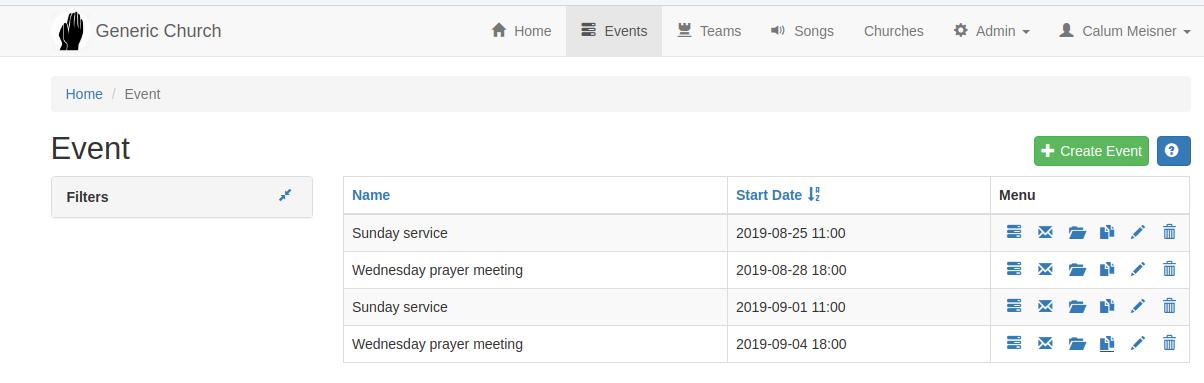 Generic Church Home Events Teams Songs Churches Admin Calum Meisner
Home / Event
Event
Create Event
Filters
Name Start Date Menu
Sunday service 2019-08-25 11:00
Wednesday prayer meeting 2019-08-28 18:00
Sunday service 2019-09-01 11:00
Wednesday prayer meeting 2019-09-04 18:00